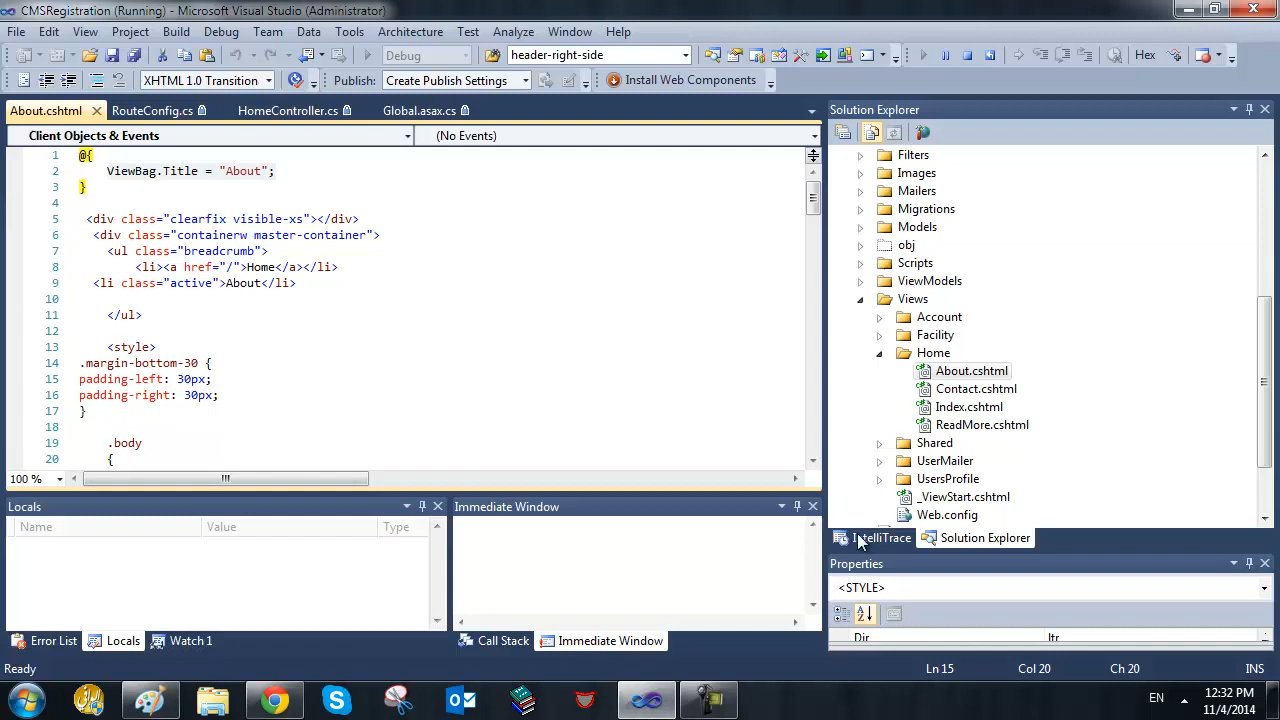 CMSRegistration (Running) - Microsoft Visual Studio (Administrator)
File Edit View Project Build Debug Team Data Tools Architecture Test Analyze Window Help
Debug header-right-side Hex
XHTML 1.0 Transition Publish: Create Publish Settings Install Web Components
About.cshtml RouteConfig.cs HomeController.cs Global.asax.cs
Client Objects & Events (No Events)
1 @{
2 ViewBag.Title = "About";
3 }
4
5 <div class="clearfix visible-xs"></div>
6 <div class="containerw master-container">
7 <ul class="breadcrumb">
8 <li><a href="/">Home</a></li>
9 <li class="active">About</li>
10
11 </ul>
12
13 <style>
14 .margin-bottom-30 {
15 padding-left: 30px;
16 padding-right: 30px;
17 }
18
19 .body
20 {
100 %
Locals
Name Value Type
Error List Locals Watch 1
Immediate Window
Call Stack Immediate Window
Solution Explorer
Filters
Images
Mailers
Migrations
Models
obj
Scripts
ViewModels
Views
Account
Facility
Home
About.cshtml
Contact.cshtml
Index.cshtml
ReadMore.cshtml
Shared
UserMailer
UsersProfile
_ViewStart.cshtml
Web.config
IntelliTrace Solution Explorer
Properties
<STYLE>
Dir ltr
Ready Ln 15 Col 20 Ch 20 INS
EN 12:32 PM
11/4/2014